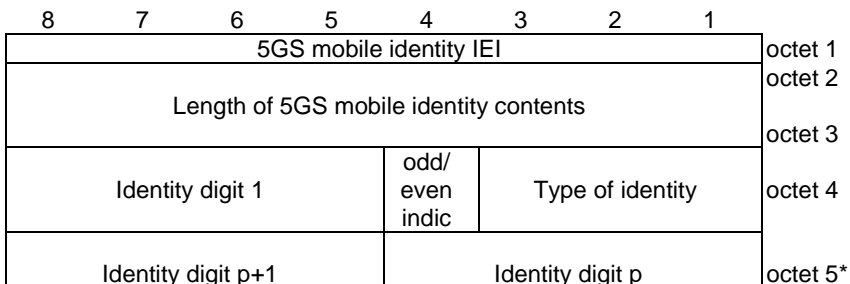 8 7 6 5 4 3 2 1
5GS mobile identity IEI octet 1
octet 2
Length of 5GS mobile identity contents
octet 3
odd/
Identity digit 1 even Type of identity octet 4
indic
Identity digit p+1 Identity digit p octet 5*